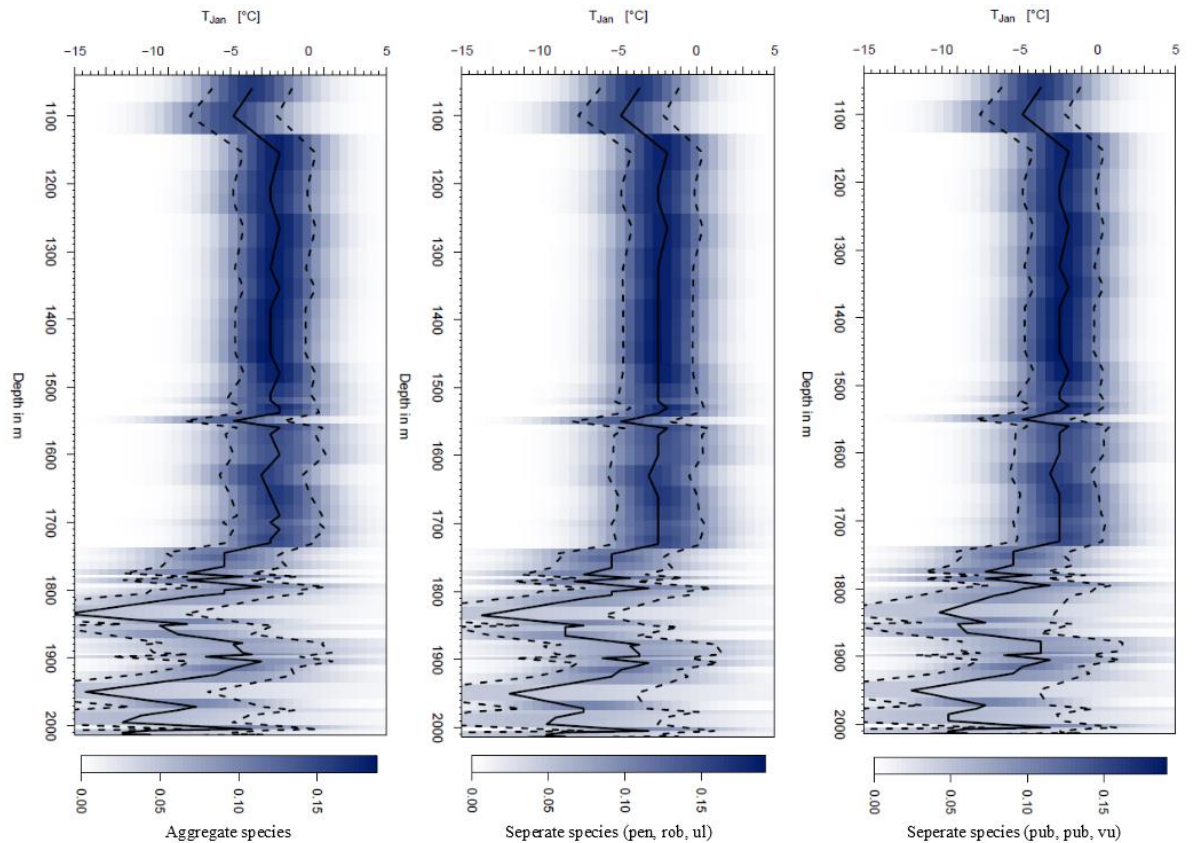 T_Jan [°C]
−15 −10 −5 0 5
1100
1200
1300
1400
1500
1600
1700
1800
1900
2000
Depth in m
0.00 0.05 0.10 0.15
Aggregate species
T_Jan [°C]
−15 −10 −5 0 5
1100
1200
1300
1400
1500
1600
1700
1800
1900
2000
Depth in m
0.00 0.05 0.10 0.15
Seperate species (pen, rob, ul)
T_Jan [°C]
−15 −10 −5 0 5
1100
1200
1300
1400
1500
1600
1700
1800
1900
2000
Depth in m
0.00 0.05 0.10 0.15
Seperate species (pub, pub, vu)